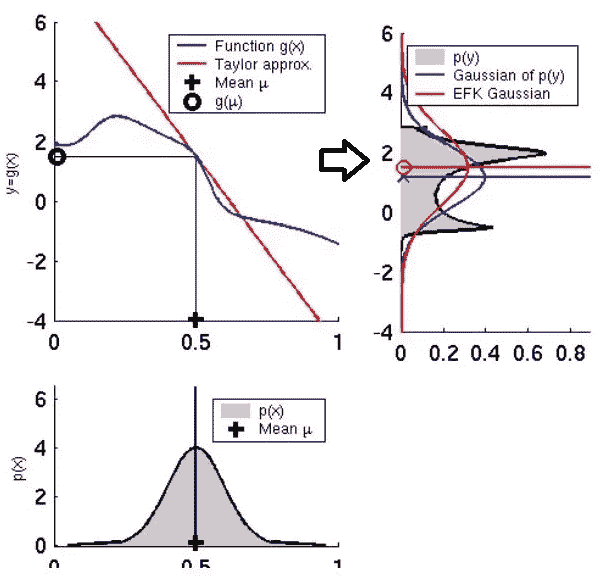 6
4
2
0
-2
-4
y=g(x)
Function g(x)
Taylor approx.
Mean μ
g(μ)
0
0.5
1
6
4
2
0
-2
-4
p(y)
Gaussian of p(y)
EFK Gaussian
0
0.2
0.4
0.6
0.8
6
4
2
0
p(x)
p(x)
Mean μ
0
0.5
1